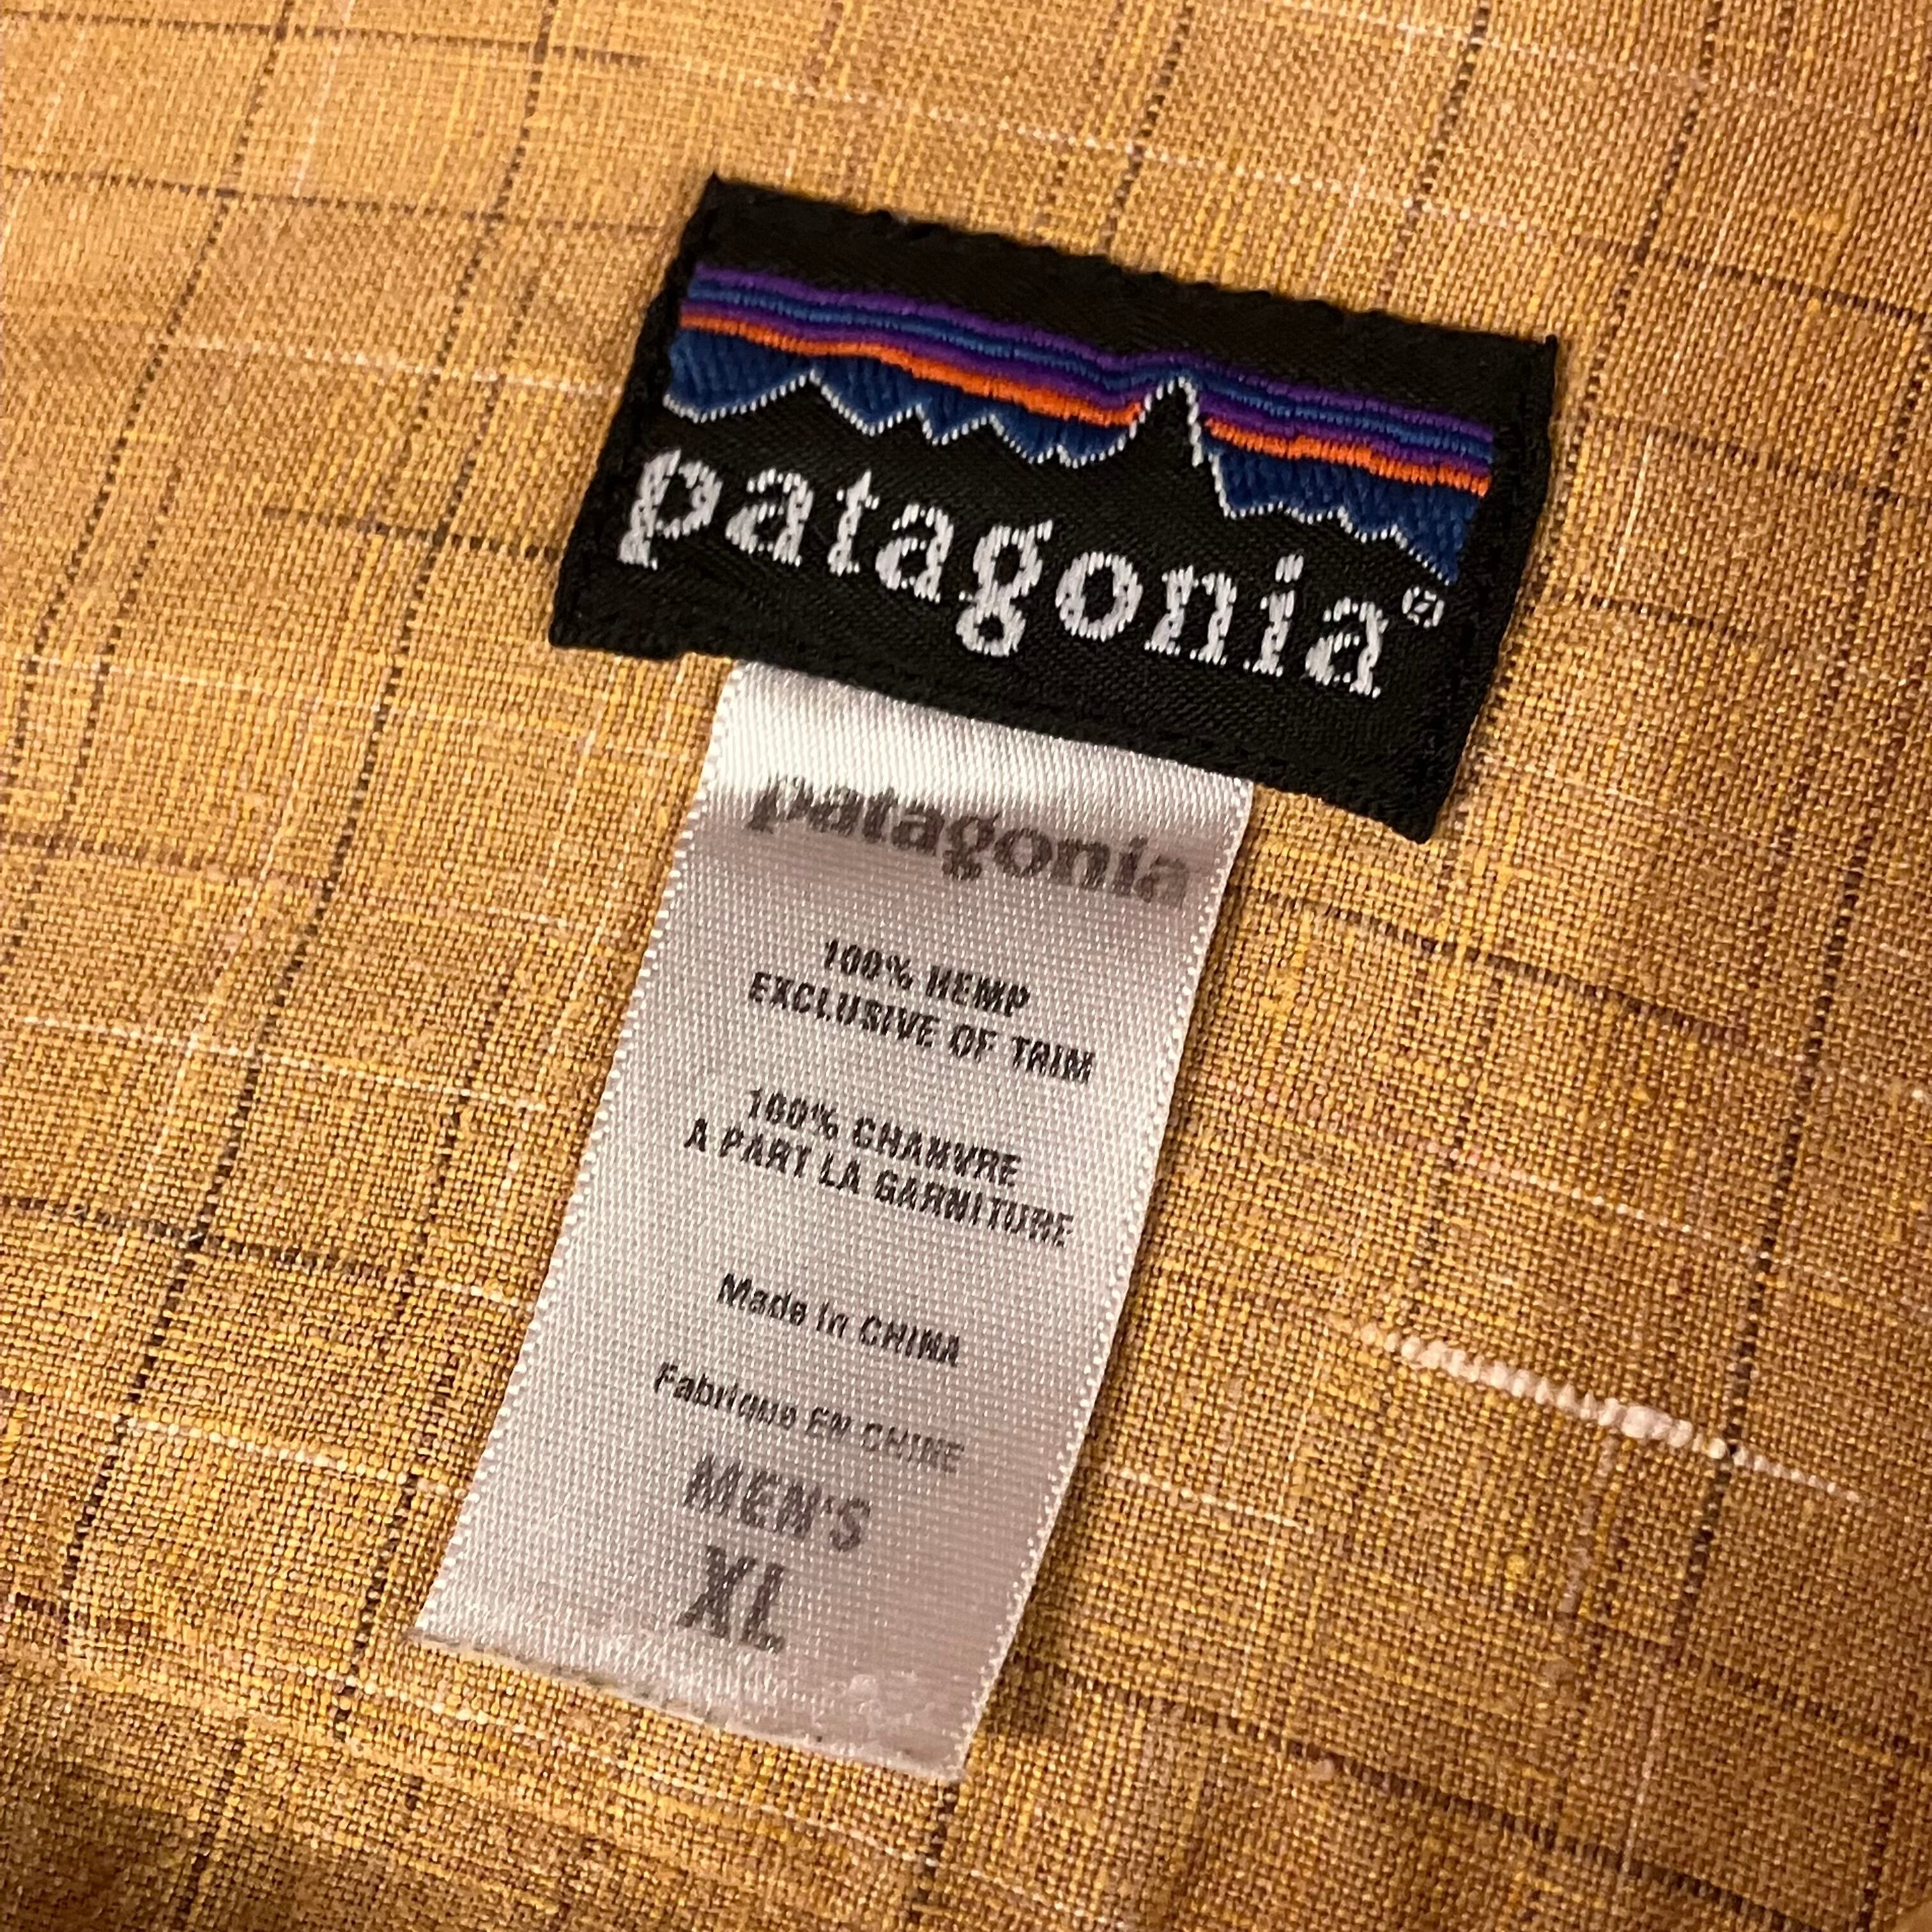 patagonia®
patagonia
100% HEMP
EXCLUSIVE OF TRIM
100% CHANVRE
A PART LA GARNITURE
Made in CHINA
Fabrique EN CHINE
MEN'S
XL